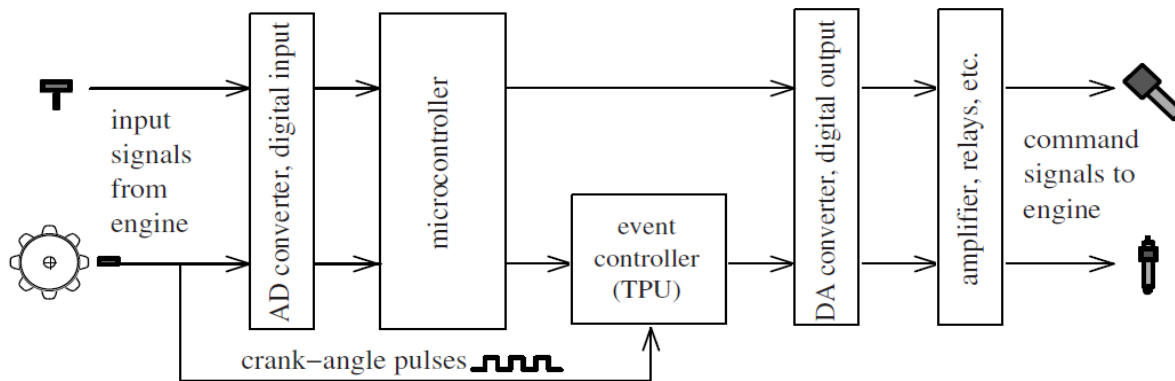 input
signals
from
engine
AD converter, digital input
microcontroller
event
controller
(TPU)
DA converter, digital output
amplifier, relays, etc.
command
signals to
engine
crank−angle pulses